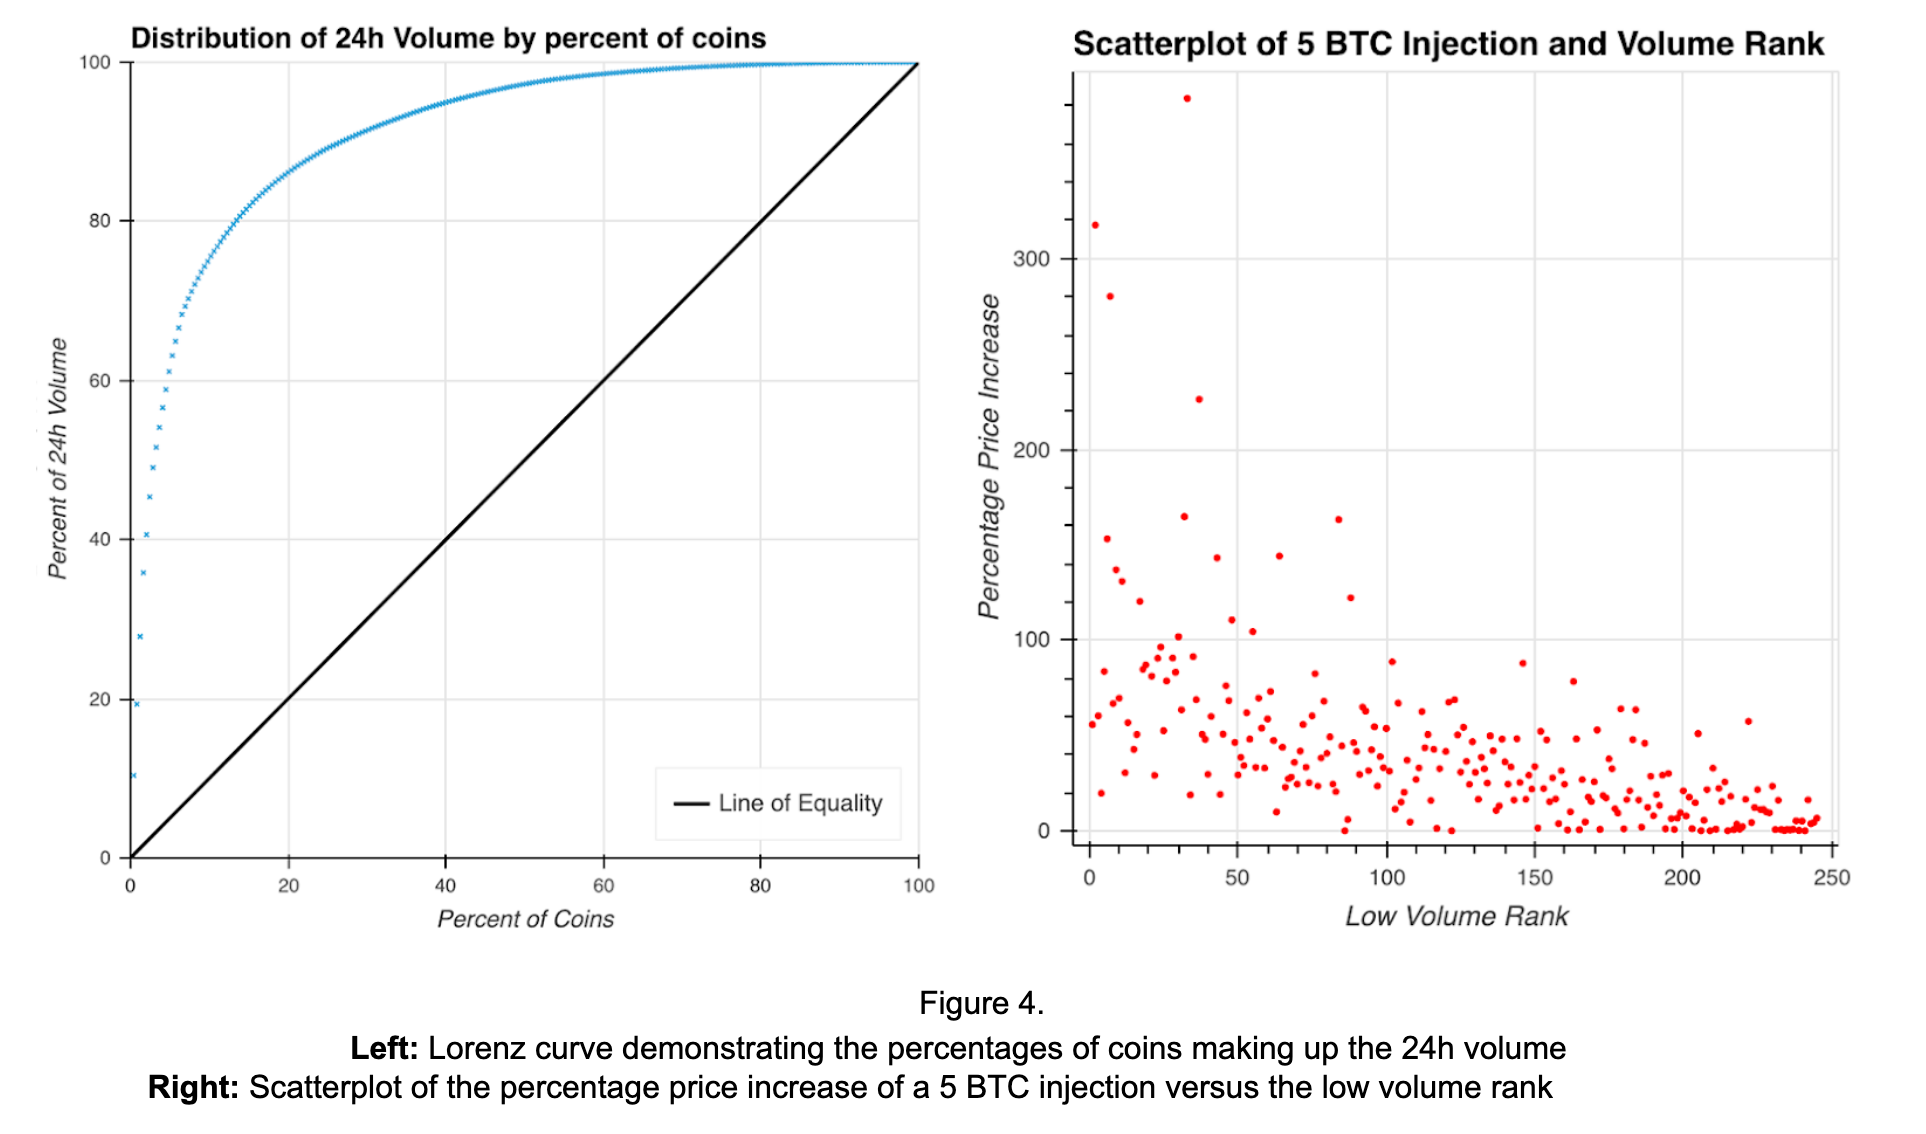 Distribution of 24h Volume by percent of coins
100
80
60
40
20
0
Percent of 24h Volume
Line of Equality
0 20 40 60 80 100
Percent of Coins
Scatterplot of 5 BTC Injection and Volume Rank
300
200
100
0
Percentage Price Increase
0 50 100 150 200 250
Low Volume Rank
Figure 4.
Left: Lorenz curve demonstrating the percentages of coins making up the 24h volume
Right: Scatterplot of the percentage price increase of a 5 BTC injection versus the low volume rank